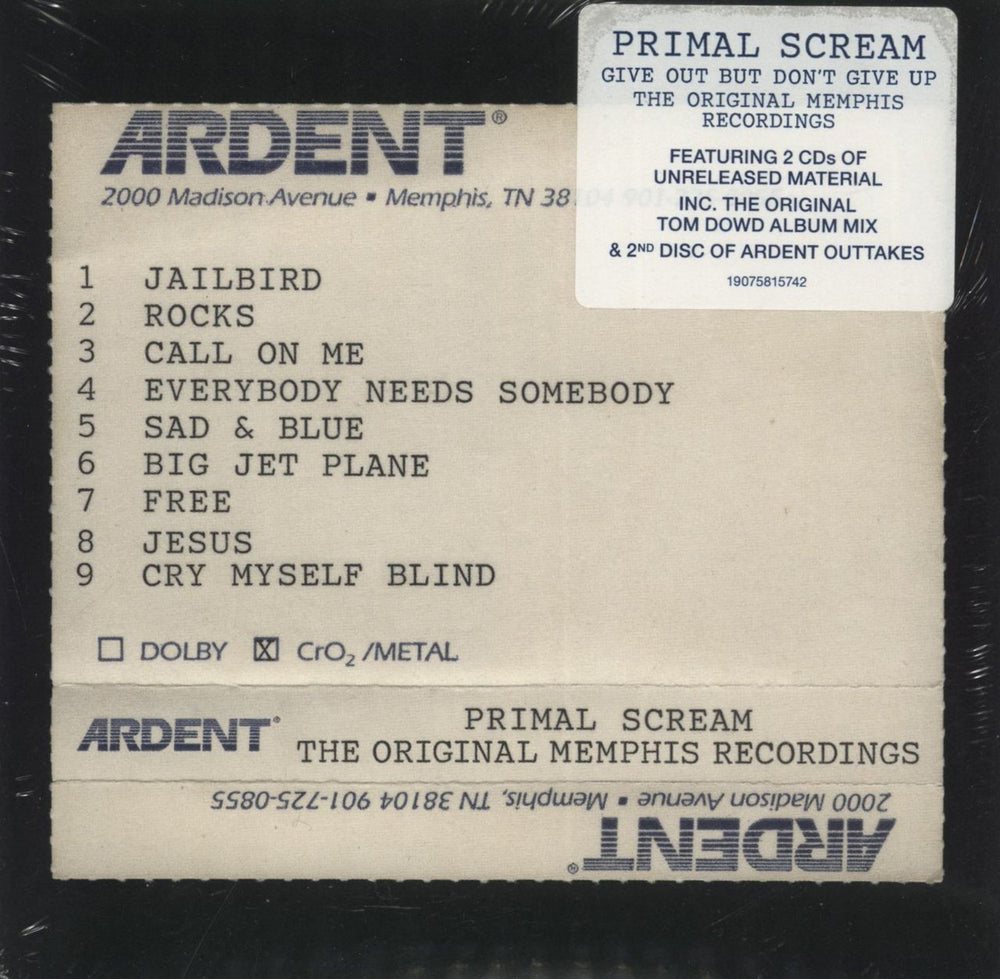 PRIMAL SCREAM
GIVE OUT BUT DON'T GIVE UP
THE ORIGINAL MEMPHIS
RECORDINGS
FEATURING 2 CDs OF
UNRELEASED MATERIAL
INC. THE ORIGINAL
TOM DOWD ALBUM MIX
& 2ND DISC OF ARDENT OUTTAKES
19075815742
ARDENT®
2000 Madison Avenue ▪ Memphis, TN 38104 901-
1 JAILBIRD
2 ROCKS
3 CALL ON ME
4 EVERYBODY NEEDS SOMEBODY
5 SAD & BLUE
6 BIG JET PLANE
7 FREE
8 JESUS
9 CRY MYSELF BLIND
☐ DOLBY ☒ CrO₂/METAL
ARDENT®
PRIMAL SCREAM
THE ORIGINAL MEMPHIS RECORDINGS
ARDENT®
2000 Madison Avenue ▪ Memphis, TN 38104 901-725-0855